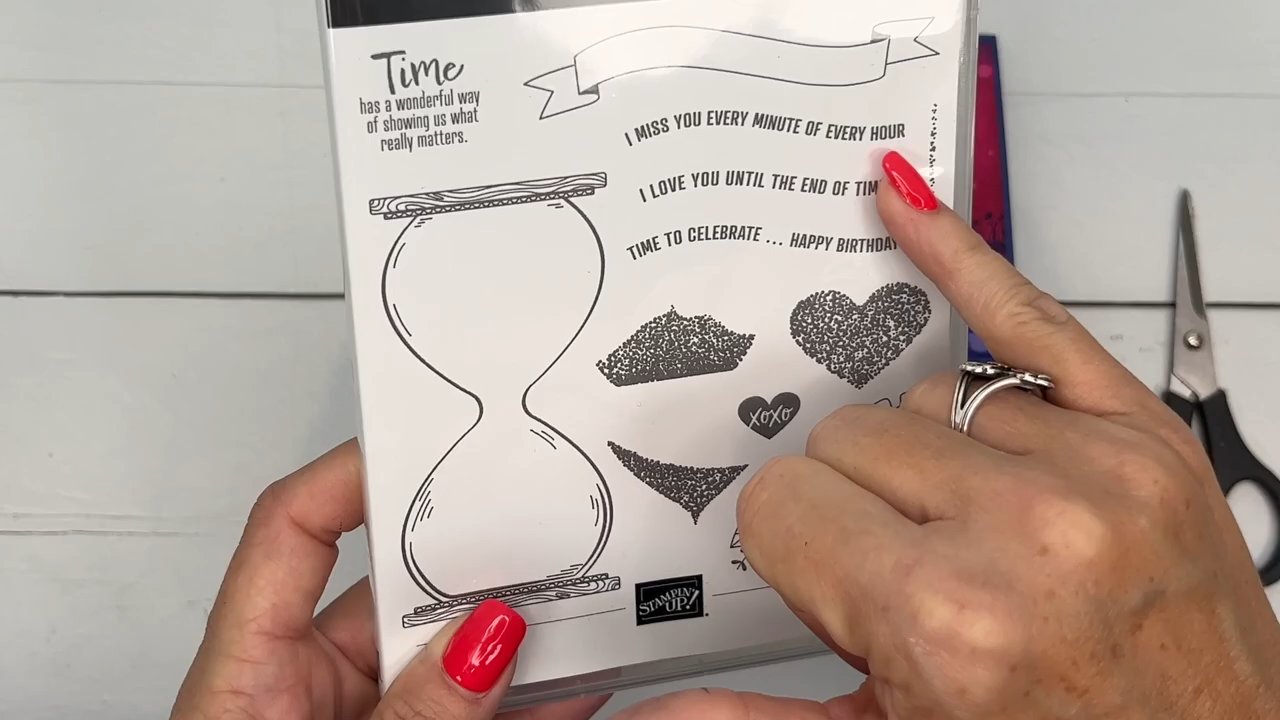 Time
has a wonderful way
of showing us what
really matters.
I MISS YOU EVERY MINUTE OF EVERY HOUR
I LOVE YOU UNTIL THE END OF TIM
TIME TO CELEBRATE ... HAPPY BIRTHDAY
XOXO
STAMPIN'
UP!